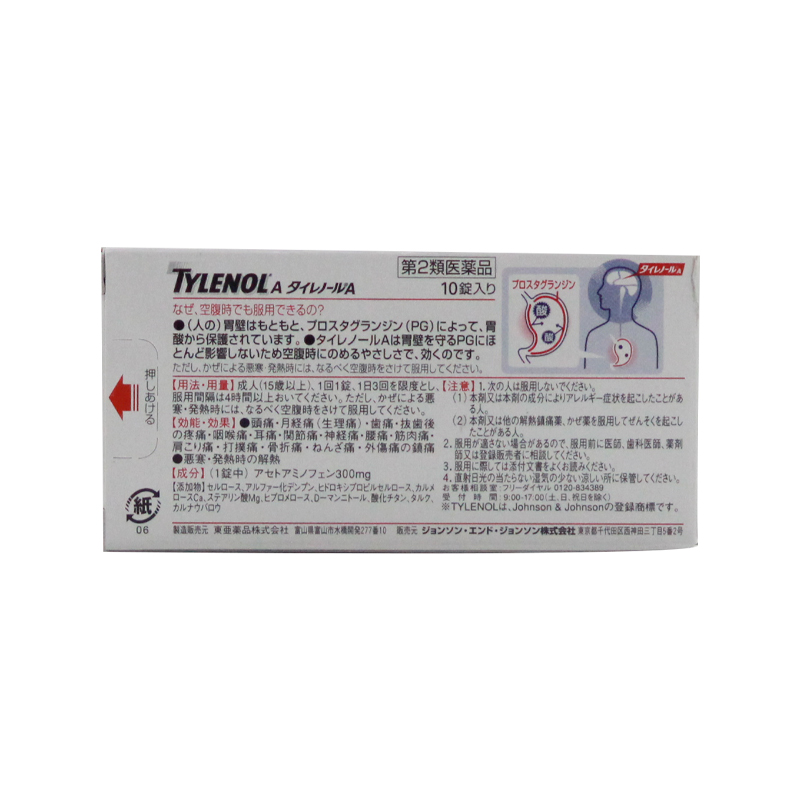 TYLENOL A タイレノールA
第2類医薬品
10錠入り
なぜ、空腹時でも服用できるの?
●（人の）胃壁はもともと、プロスタグランジン（PG）によって、胃
酸から保護されています。●タイレノールAは胃壁を守るPGにほ
とんど影響しないため空腹時にのめるやさしさで、効くのです。
ただし、かぜによる悪寒・発熱時には、なるべく空腹時をさけて服用してください。
プロスタグランジン
酸
タイレノールA
押しあける
【用法・用量】成人（15歳以上）、1回1錠、1日3回を限度とし、
服用間隔は4時間以上おいてください。ただし、かぜによる悪
寒・発熱時には、なるべく空腹時をさけて服用してください。
【効能・効果】●頭痛・月経痛（生理痛）・歯痛・抜歯後
の疼痛・咽喉痛・耳痛・関節痛・神経痛・腰痛・筋肉痛・
肩こり痛・打撲痛・骨折痛・ねんざ痛・外傷痛の鎮痛
●悪寒・発熱時の解熱
【成分】（1錠中）アセトアミノフェン300mg
【添加物】セルロース、アルファー化デンプン、ヒドロキシプロピルセルロース、カルメ
ロースCa、ステアリン酸Mg、ヒプロメロース、D-マンニトール、酸化チタン、タルク、
カルナウバロウ
【注意】1.次の人は服用しないでください。
（1）本剤又は本剤の成分によりアレルギー症状を起こしたことがあ
る人。
（2）本剤又は他の解熱鎮痛薬、かぜ薬を服用してぜんそくを起こし
たことがある人。
2.服用が適さない場合があるので、服用前に医師、歯科医師、薬剤
師又は登録販売者に相談してください。
3.服用に際しては添付文書をよくお読みください。
4.直射日光の当たらない湿気の少ない涼しい所に保管してください。
お客様相談室:フリーダイヤル 0120-834389
受付時間:9:00-17:00（土、日、祝日を除く）
※TYLENOLは、Johnson & Johnsonの登録商標です。
紙
06
製造販売元 東亜薬品株式会社 富山県富山市水橋開発277番10 販売元 ジョンソン・エンド・ジョンソン株式会社 東京都千代田区西神田三丁目5番2号